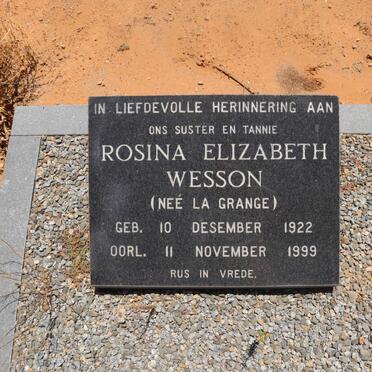 IN LIEFDEVOLLE HERINNERING AAN
ONS SUSTER EN TANNIE
ROSINA ELIZABETH
WESSON
(NEÉ LA GRANGE)
GEB. 10 DESEMBER 1922
OORL. 11 NOVEMBER 1999
RUS IN VREDE.